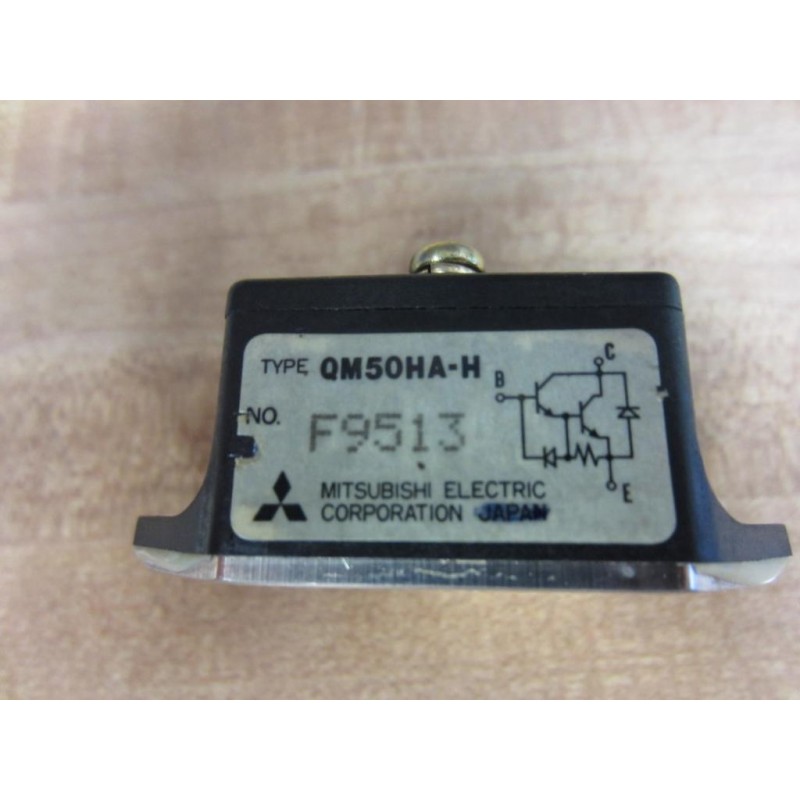 TYPE QM50HA-H
NO. F9513
MITSUBISHI ELECTRIC
CORPORATION JAPAN
B
C
E